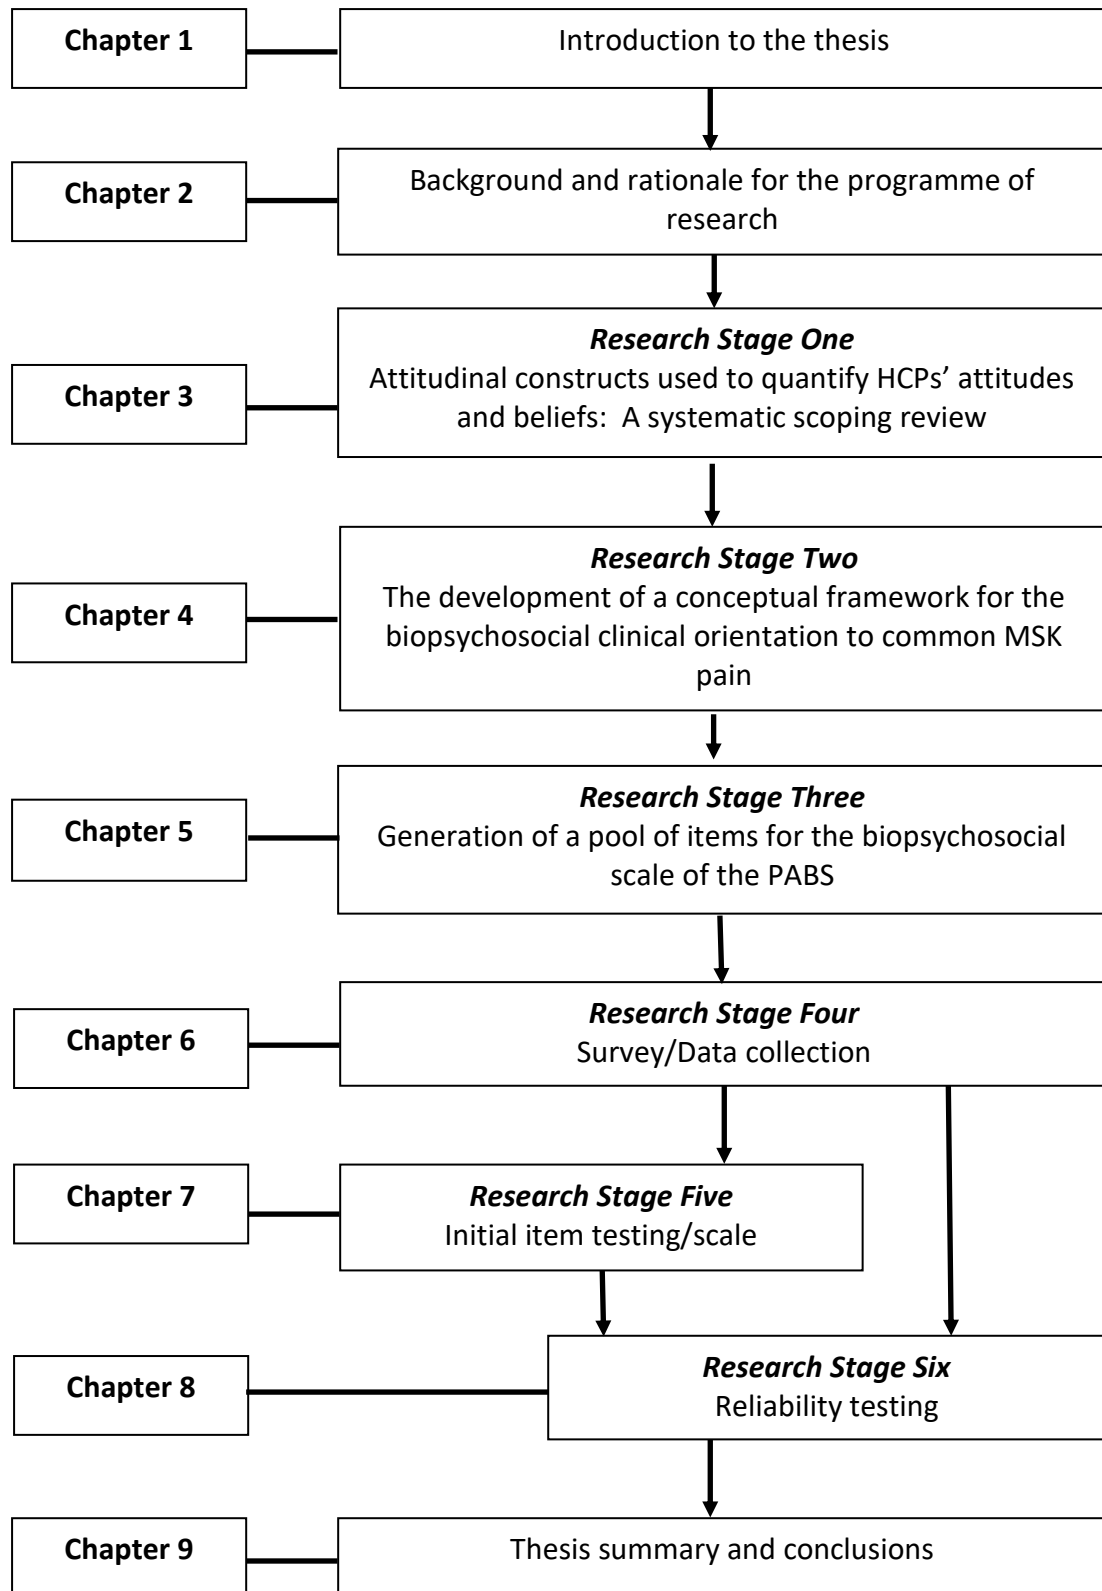 Chapter 1
Introduction to the thesis
Chapter 2
Background and rationale for the programme of
research
Chapter 3
Research Stage One
Attitudinal constructs used to quantify HCPs’ attitudes
and beliefs:  A systematic scoping review
Chapter 4
Research Stage Two
The development of a conceptual framework for the
biopsychosocial clinical orientation to common MSK
pain
Chapter 5
Research Stage Three
Generation of a pool of items for the biopsychosocial
scale of the PABS
Chapter 6
Research Stage Four
Survey/Data collection
Chapter 7
Research Stage Five
Initial item testing/scale
Chapter 8
Research Stage Six
Reliability testing
Chapter 9
Thesis summary and conclusions